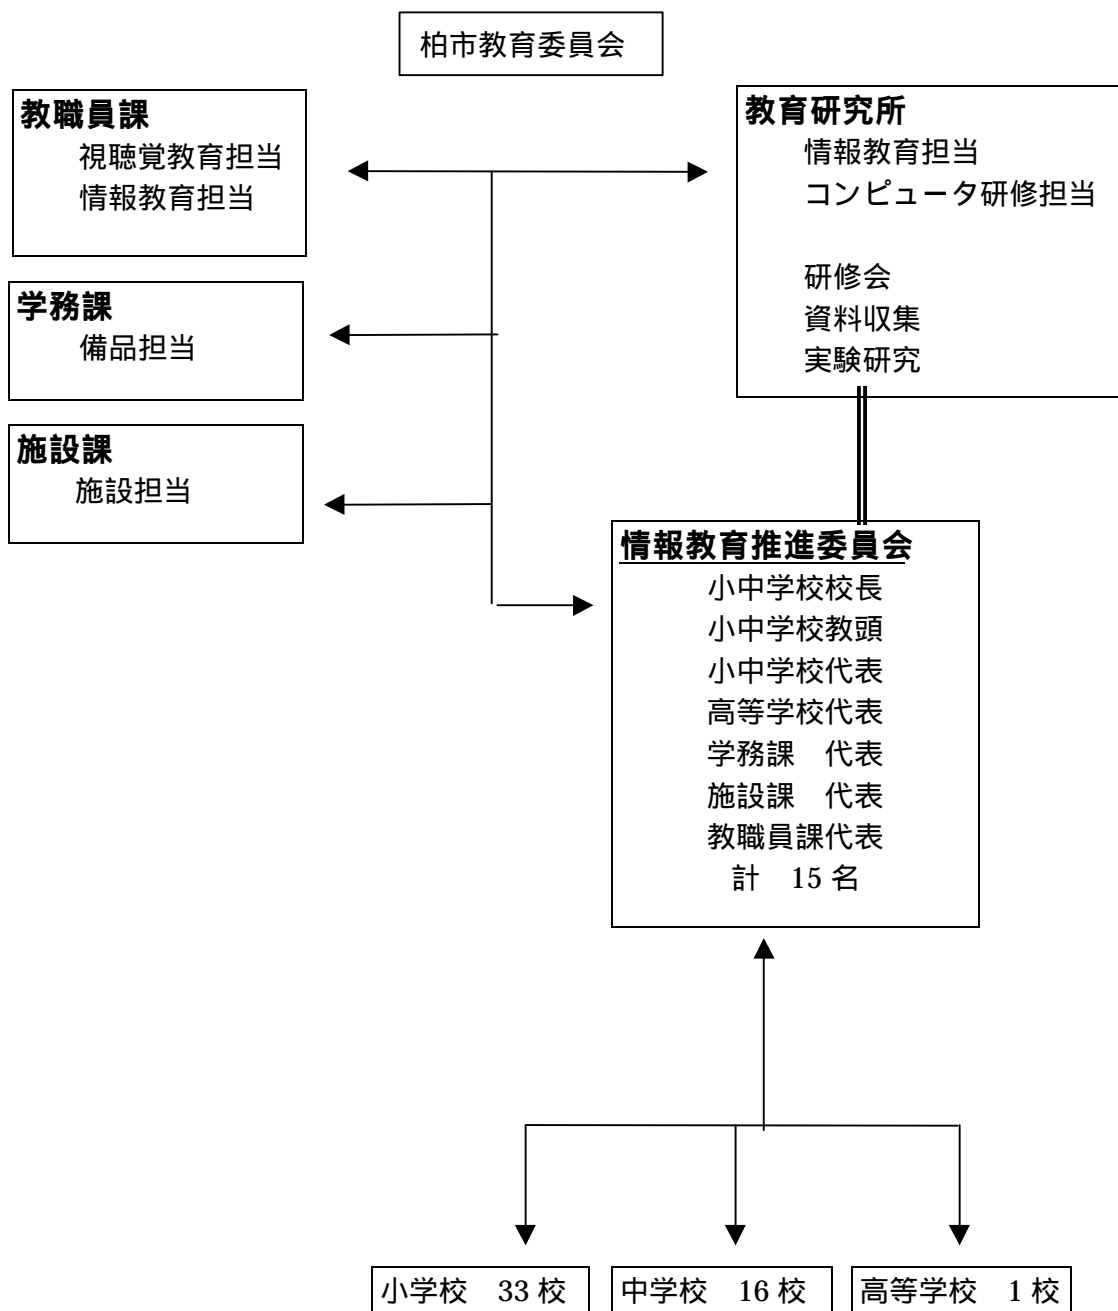 柏市教育委員会
教職員課
視聴覚教育担当
情報教育担当
学務課
備品担当
施設課
施設担当
教育研究所
情報教育担当
コンピュータ研修担当
研修会
資料収集
実験研究
情報教育推進委員会
小中学校校長
小中学校教頭
小中学校代表
高等学校代表
学務課　代表
施設課　代表
教職員課代表
計　15 名
小学校　33 校
中学校　16 校
高等学校　1 校